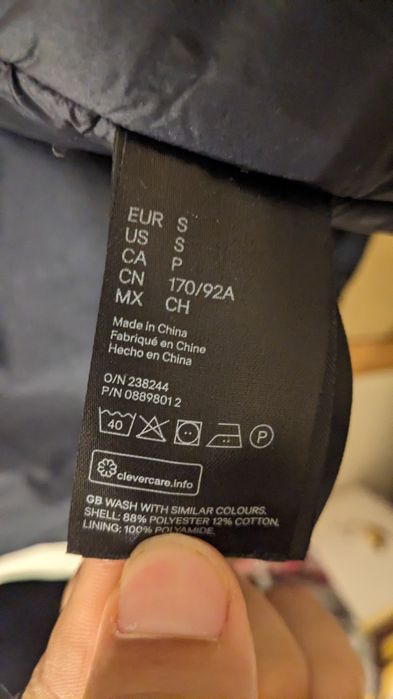 EUR S
US S
CA P
CN 170/92A
MX CH
Made in China
Fabriqué en Chine
Hecho en China
O/N 238244
P/N 08898012
40 P
clevercare.info
GB WASH WITH SIMILAR COLOURS.
SHELL: 88% POLYESTER 12% COTTON.
LINING: 100% POLYAMIDE.